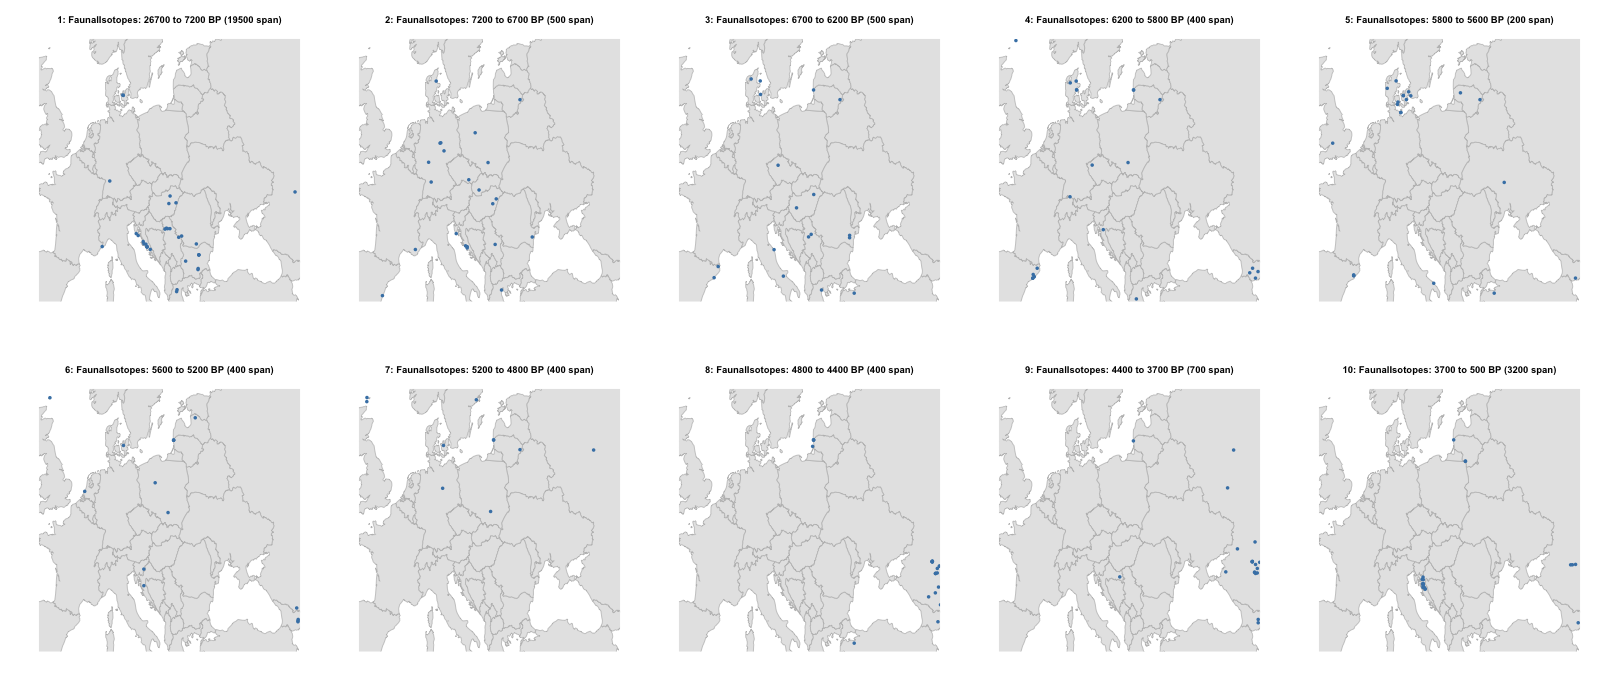 1: FaunalIsotopes: 26700 to 7200 BP (19500 span)
2: FaunalIsotopes: 7200 to 6700 BP (500 span)
3: FaunalIsotopes: 6700 to 6200 BP (500 span)
4: FaunalIsotopes: 6200 to 5800 BP (400 span)
5: FaunalIsotopes: 5800 to 5600 BP (200 span)
6: FaunalIsotopes: 5600 to 5200 BP (400 span)
7: FaunalIsotopes: 5200 to 4800 BP (400 span)
8: FaunalIsotopes: 4800 to 4400 BP (400 span)
9: FaunalIsotopes: 4400 to 3700 BP (700 span)
10: FaunalIsotopes: 3700 to 500 BP (3200 span)